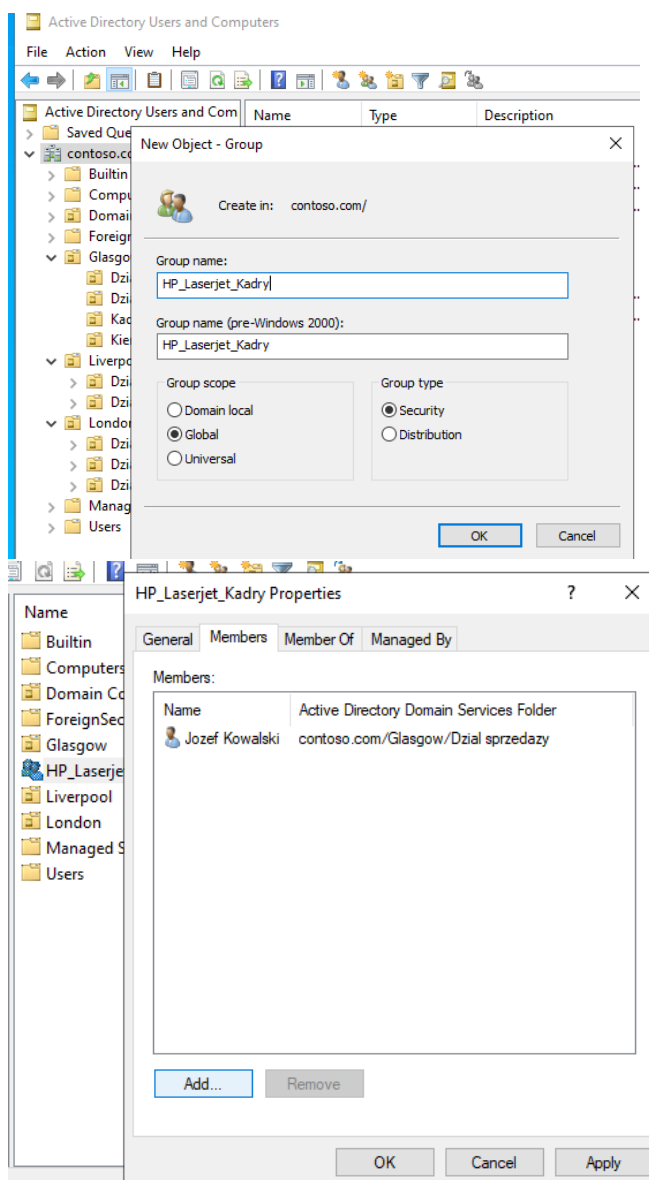 Active Directory Users and Computers
File Action View Help
Active Directory Users and Com Name Type Description
Saved Que
New Object - Group
contoso.co
Builtin
Compu
Create in: contoso.com/
Domai
Foreign
Glasgo
Group name:
HP_Laserjet_Kadry
Dzi
Dzi
Group name (pre-Windows 2000):
Kad
HP_Laserjet_Kadry
Kie
Liverpo
Dzi
Group scope Group type
Dzi
Domain local Security
Londor
Global Distribution
Dzi
Universal
Dzi
Dzi
Manag
Users
OK Cancel
HP_Laserjet_Kadry Properties ? X
Name
General Members Member Of Managed By
Builtin
Computers
Members:
Domain Co
Name Active Directory Domain Services Folder
ForeignSec
Jozef Kowalski contoso.com/Glasgow/Dzial sprzedazy
Glasgow
HP_Laserje
Liverpool
London
Managed S
Users
Add... Remove
OK Cancel Apply